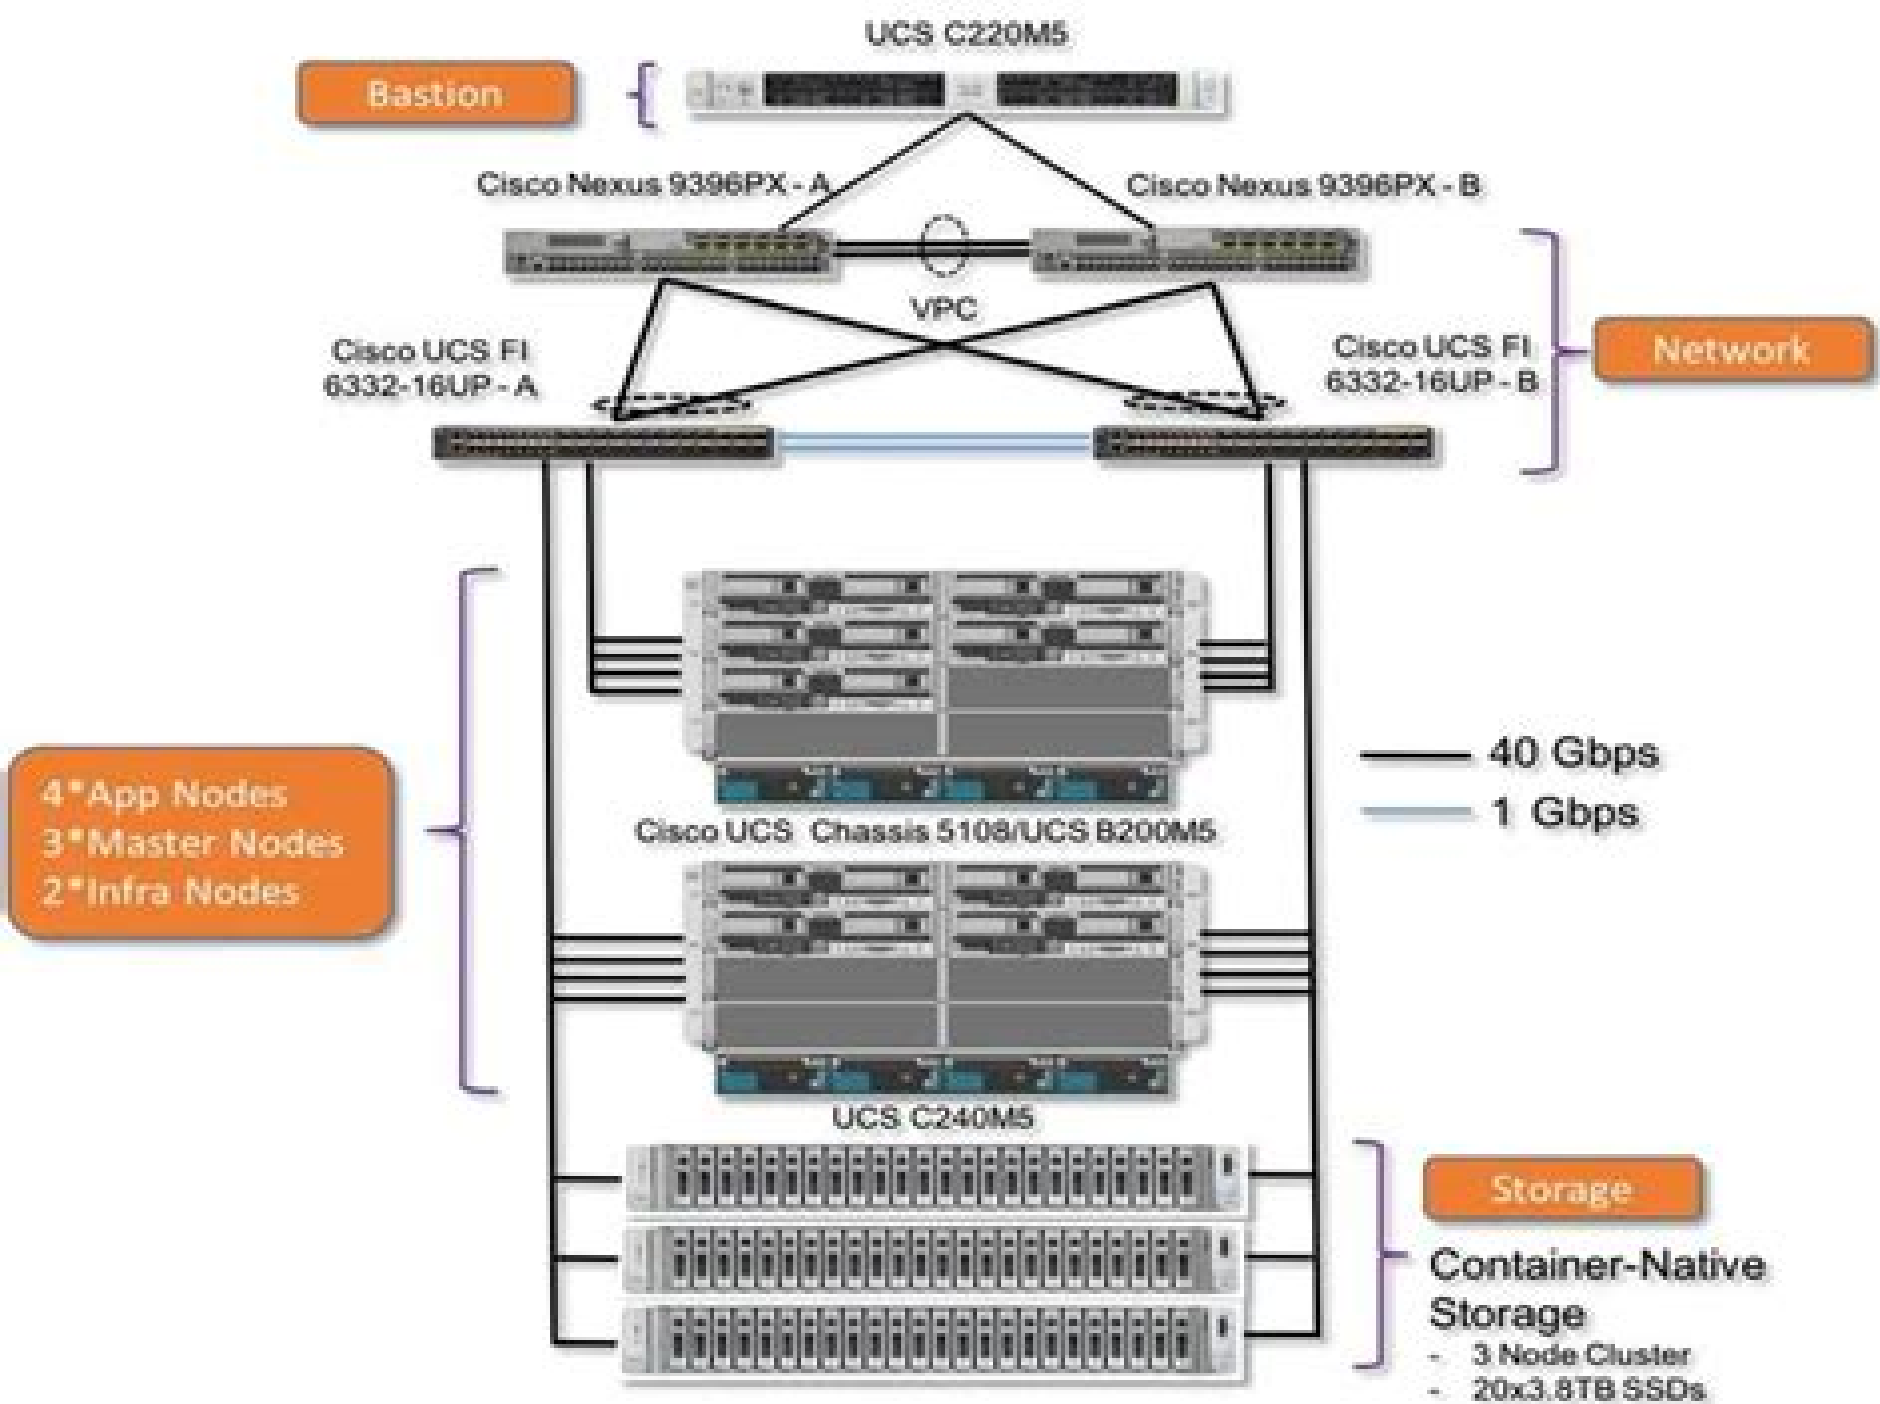 UCS C220M5
Bastion
Cisco Nexus 9396PX - A
Cisco Nexus 9396PX - B
VPC
Cisco UCS FI
6332-16UP - A
Cisco UCS FI
6332-16UP - B
Network
4*App Nodes
3*Master Nodes
2*Infra Nodes
40 Gbps
1 Gbps
Cisco UCS Chassis 5108/UCS B200M5
UCS C240M5
Storage
Container-Native
Storage
- 3 Node Cluster
- 20x3.8TB SSDs